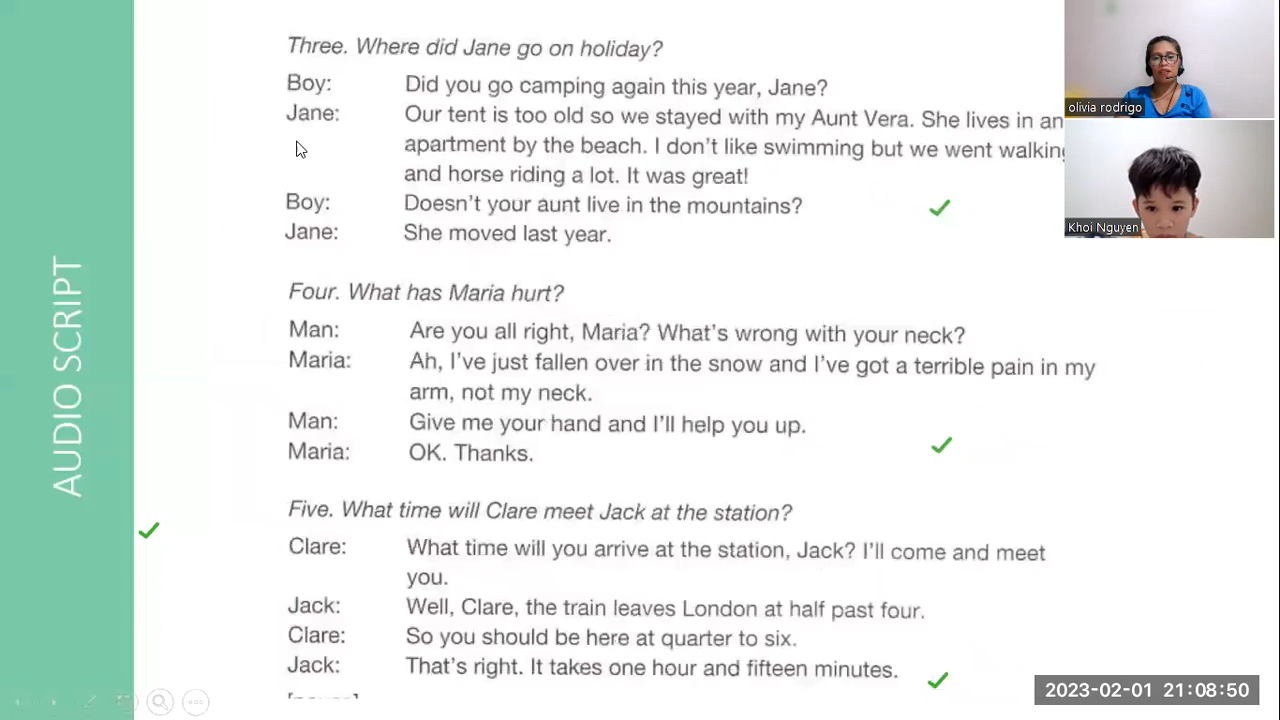 AUDIO SCRIPT
Three. Where did Jane go on holiday?
Boy: Did you go camping again this year, Jane?
Jane: Our tent is too old so we stayed with my Aunt Vera. She lives in an
apartment by the beach. I don't like swimming but we went walking
and horse riding a lot. It was great!
Boy: Doesn't your aunt live in the mountains?
Jane: She moved last year.
Four. What has Maria hurt?
Man: Are you all right, Maria? What's wrong with your neck?
Maria: Ah, I've just fallen over in the snow and I've got a terrible pain in my
arm, not my neck.
Man: Give me your hand and I'll help you up.
Maria: OK. Thanks.
Five. What time will Clare meet Jack at the station?
Clare: What time will you arrive at the station, Jack? I'll come and meet
you.
Jack: Well, Clare, the train leaves London at half past four.
Clare: So you should be here at quarter to six.
Jack: That's right. It takes one hour and fifteen minutes.
olivia rodrigo
Khoi Nguyen
2023-02-01 21:08:50